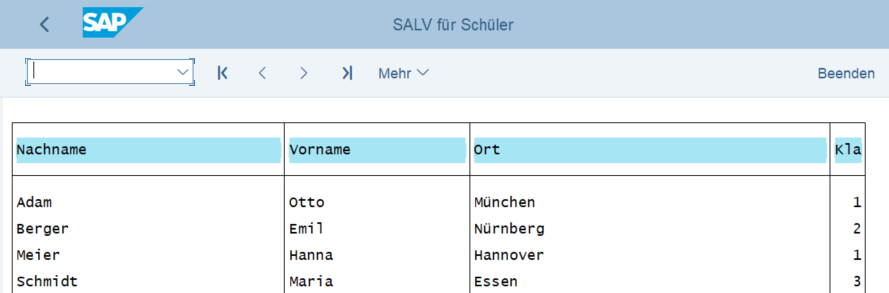 SAP SALV für Schüler
Mehr Beenden
Nachname Vorname Ort Kla
Adam Otto München 1
Berger Emil Nürnberg 2
Meier Hanna Hannover 1
Schmidt Maria Essen 3